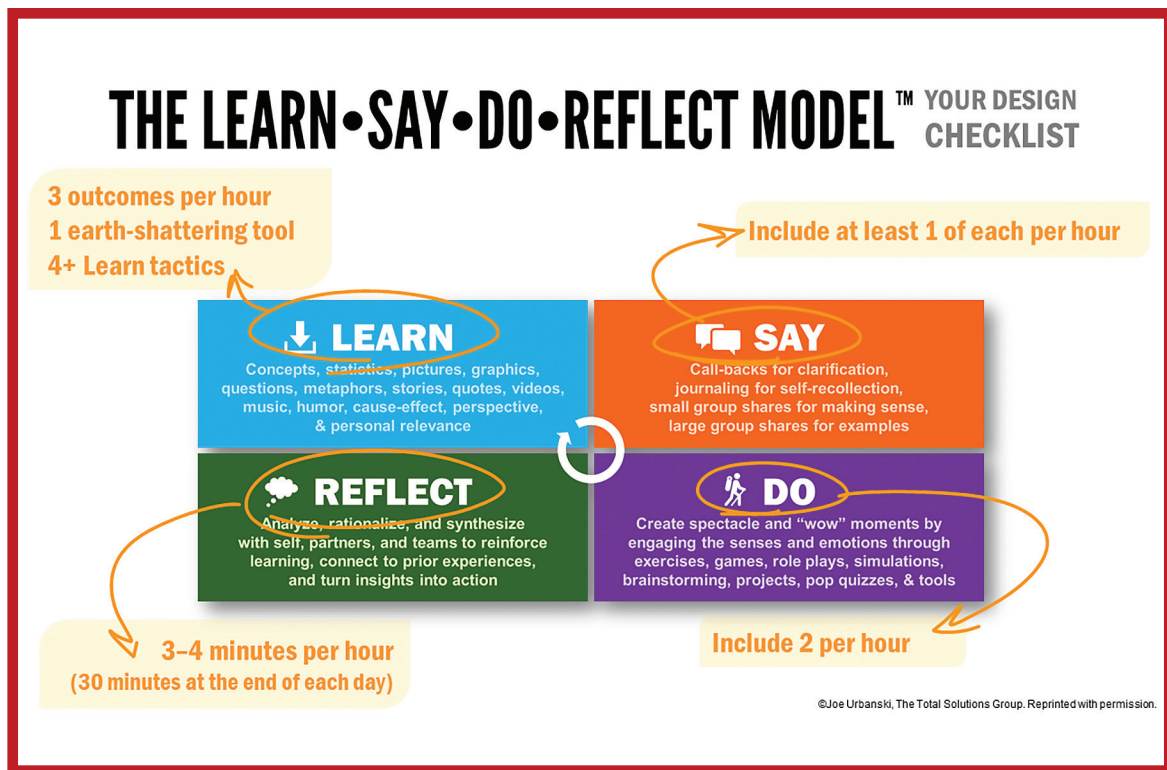 THE LEARN•SAY•DO•REFLECT MODEL™ YOUR DESIGN
CHECKLIST
3 outcomes per hour
1 earth-shattering tool
4+ Learn tactics
Include at least 1 of each per hour
LEARN
Concepts, statistics, pictures, graphics,
questions, metaphors, stories, quotes, videos,
music, humor, cause-effect, perspective,
& personal relevance
SAY
Call-backs for clarification,
journaling for self-recollection,
small group shares for making sense,
large group shares for examples
REFLECT
Analyze, rationalize, and synthesize
with self, partners, and teams to reinforce
learning, connect to prior experiences,
and turn insights into action
DO
Create spectacle and “wow” moments by
engaging the senses and emotions through
exercises, games, role plays, simulations,
brainstorming, projects, pop quizzes, & tools
3–4 minutes per hour
(30 minutes at the end of each day)
Include 2 per hour
©Joe Urbanski, The Total Solutions Group. Reprinted with permission.